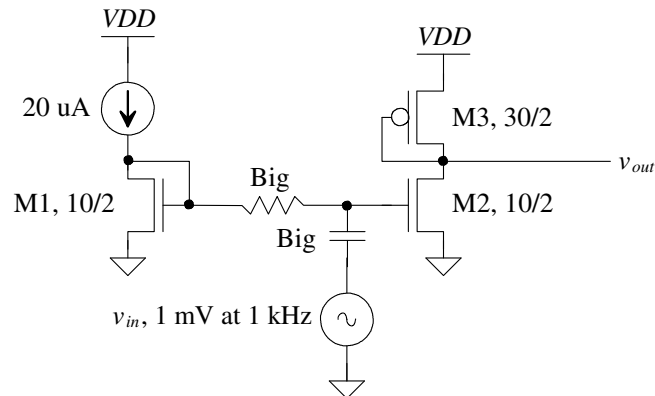 VDD
VDD
20 uA
M3, 30/2
v_out
Big
M1, 10/2
M2, 10/2
Big
v_in, 1 mV at 1 kHz